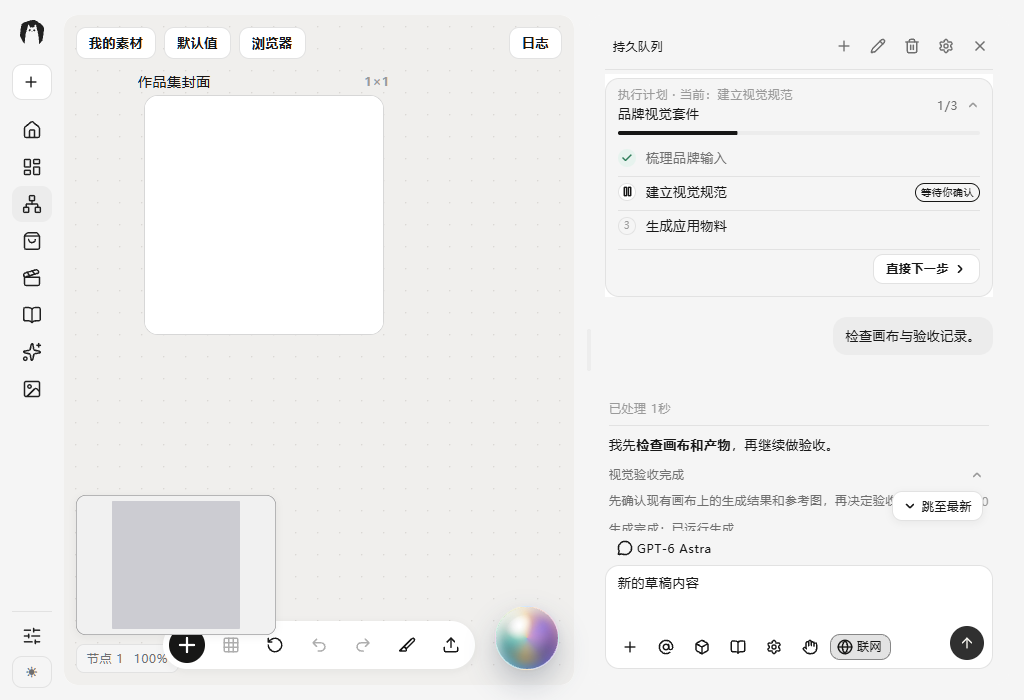 我的素材
默认值
浏览器
日志
作品集封面
1×1
节点 1
100%
持久队列
执行计划 · 当前：建立视觉规范
品牌视觉套件
1/3
梳理品牌输入
建立视觉规范
等待你确认
3
生成应用物料
直接下一步
检查画布与验收记录。
已处理 1秒
我先检查画布和产物，再继续做验收。
视觉验收完成
先确认现有画布上的生成结果和参考图，再决定验收
跳至最新
生成完成：已运行生成
GPT-6 Astra
新的草稿内容
联网